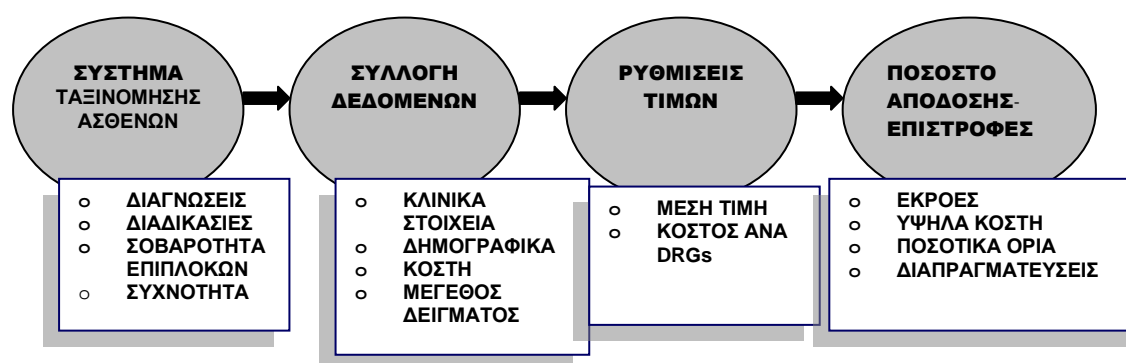 ΣΥΣΤΗΜΑ
ΤΑΞΙΝΟΜΗΣΗΣ
ΑΣΘΕΝΩΝ
o ΔΙΑΓΝΩΣΕΙΣ
o ΔΙΑΔΙΚΑΣΙΕΣ
o ΣΟΒΑΡΟΤΗΤΑ
ΕΠΙΠΛΟΚΩΝ
o ΣΥΧΝΟΤΗΤΑ
ΣΥΛΛΟΓΗ
ΔΕΔΟΜΕΝΩΝ
o ΚΛΙΝΙΚΑ
ΣΤΟΙΧΕΙΑ
o ΔΗΜΟΓΡΑΦΙΚΑ
o ΚΟΣΤΗ
o ΜΕΓΕΘΟΣ
ΔΕΙΓΜΑΤΟΣ
ΡΥΘΜΙΣΕΙΣ
ΤΙΜΩΝ
o ΜΕΣΗ ΤΙΜΗ
o ΚΟΣΤΟΣ ΑΝΑ
DRGs
ΠΟΣΟΣΤΟ
ΑΠΟΔΟΣΗΣ-
ΕΠΙΣΤΡΟΦΕΣ
o ΕΚΡΟΕΣ
o ΥΨΗΛΑ ΚΟΣΤΗ
o ΠΟΣΟΤΙΚΑ ΟΡΙΑ
o ΔΙΑΠΡΑΓΜΑΤΕΥΣΕΙΣ